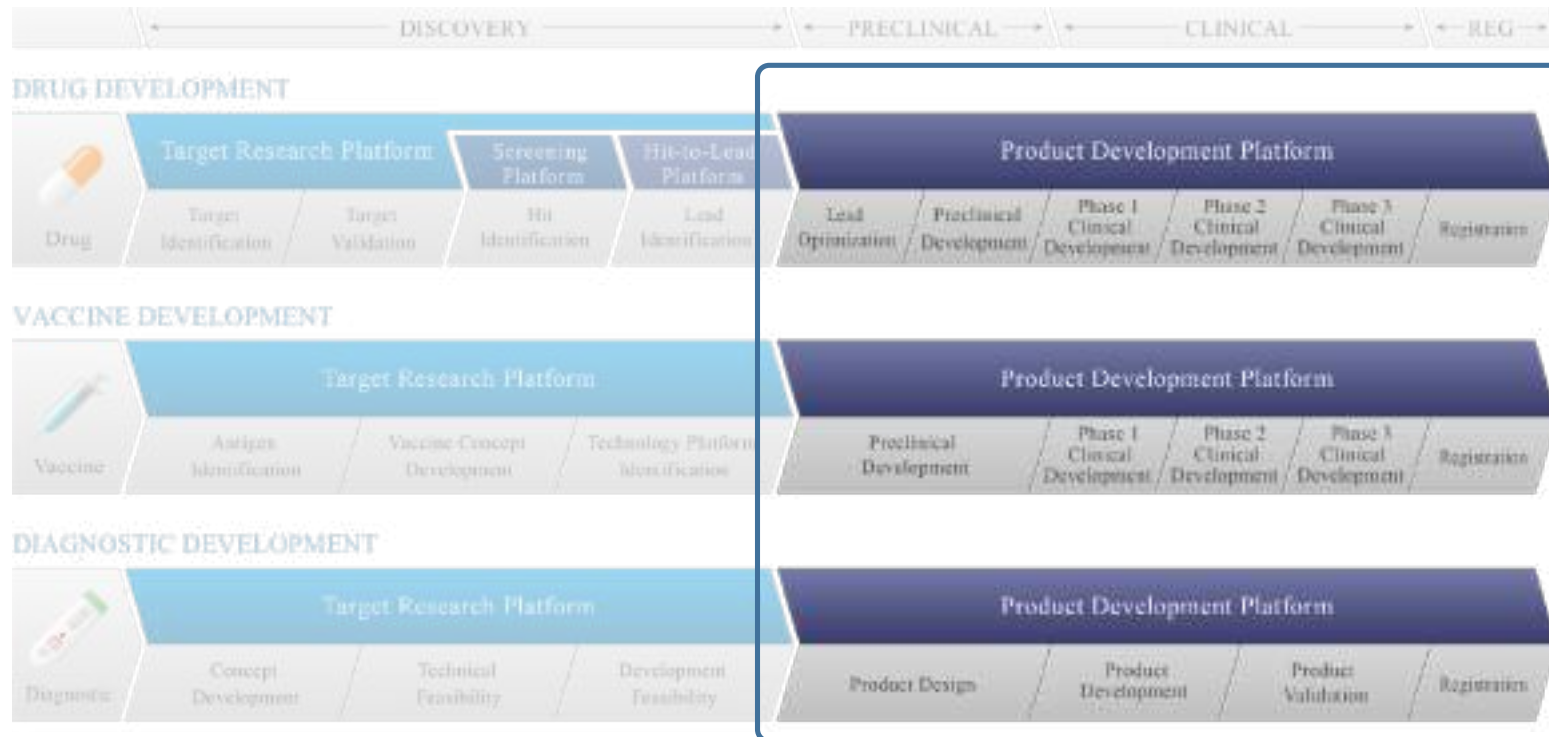 DISCOVERY PRECLINICAL CLINICAL REG
DRUG DEVELOPMENT
Target Research Platform
Screening
Platform
Hit-to-Lead
Platform
Product Development Platform
Drug
Target
Identification
Target
Validation
Hit
Identification
Lead
Identification
Lead
Optimization
Preclinical
Development
Phase 1
Clinical
Development
Phase 2
Clinical
Development
Phase 3
Clinical
Development
Registration
VACCINE DEVELOPMENT
Target Research Platform
Product Development Platform
Vaccine
Antigen
Identification
Vaccine Concept
Development
Technology Platform
Identification
Preclinical
Development
Phase 1
Clinical
Development
Phase 2
Clinical
Development
Phase 3
Clinical
Development
Registration
DIAGNOSTIC DEVELOPMENT
Target Research Platform
Product Development Platform
Diagnostic
Concept
Development
Technical
Feasibility
Development
Feasibility
Product Design
Product
Development
Product
Validation
Registration